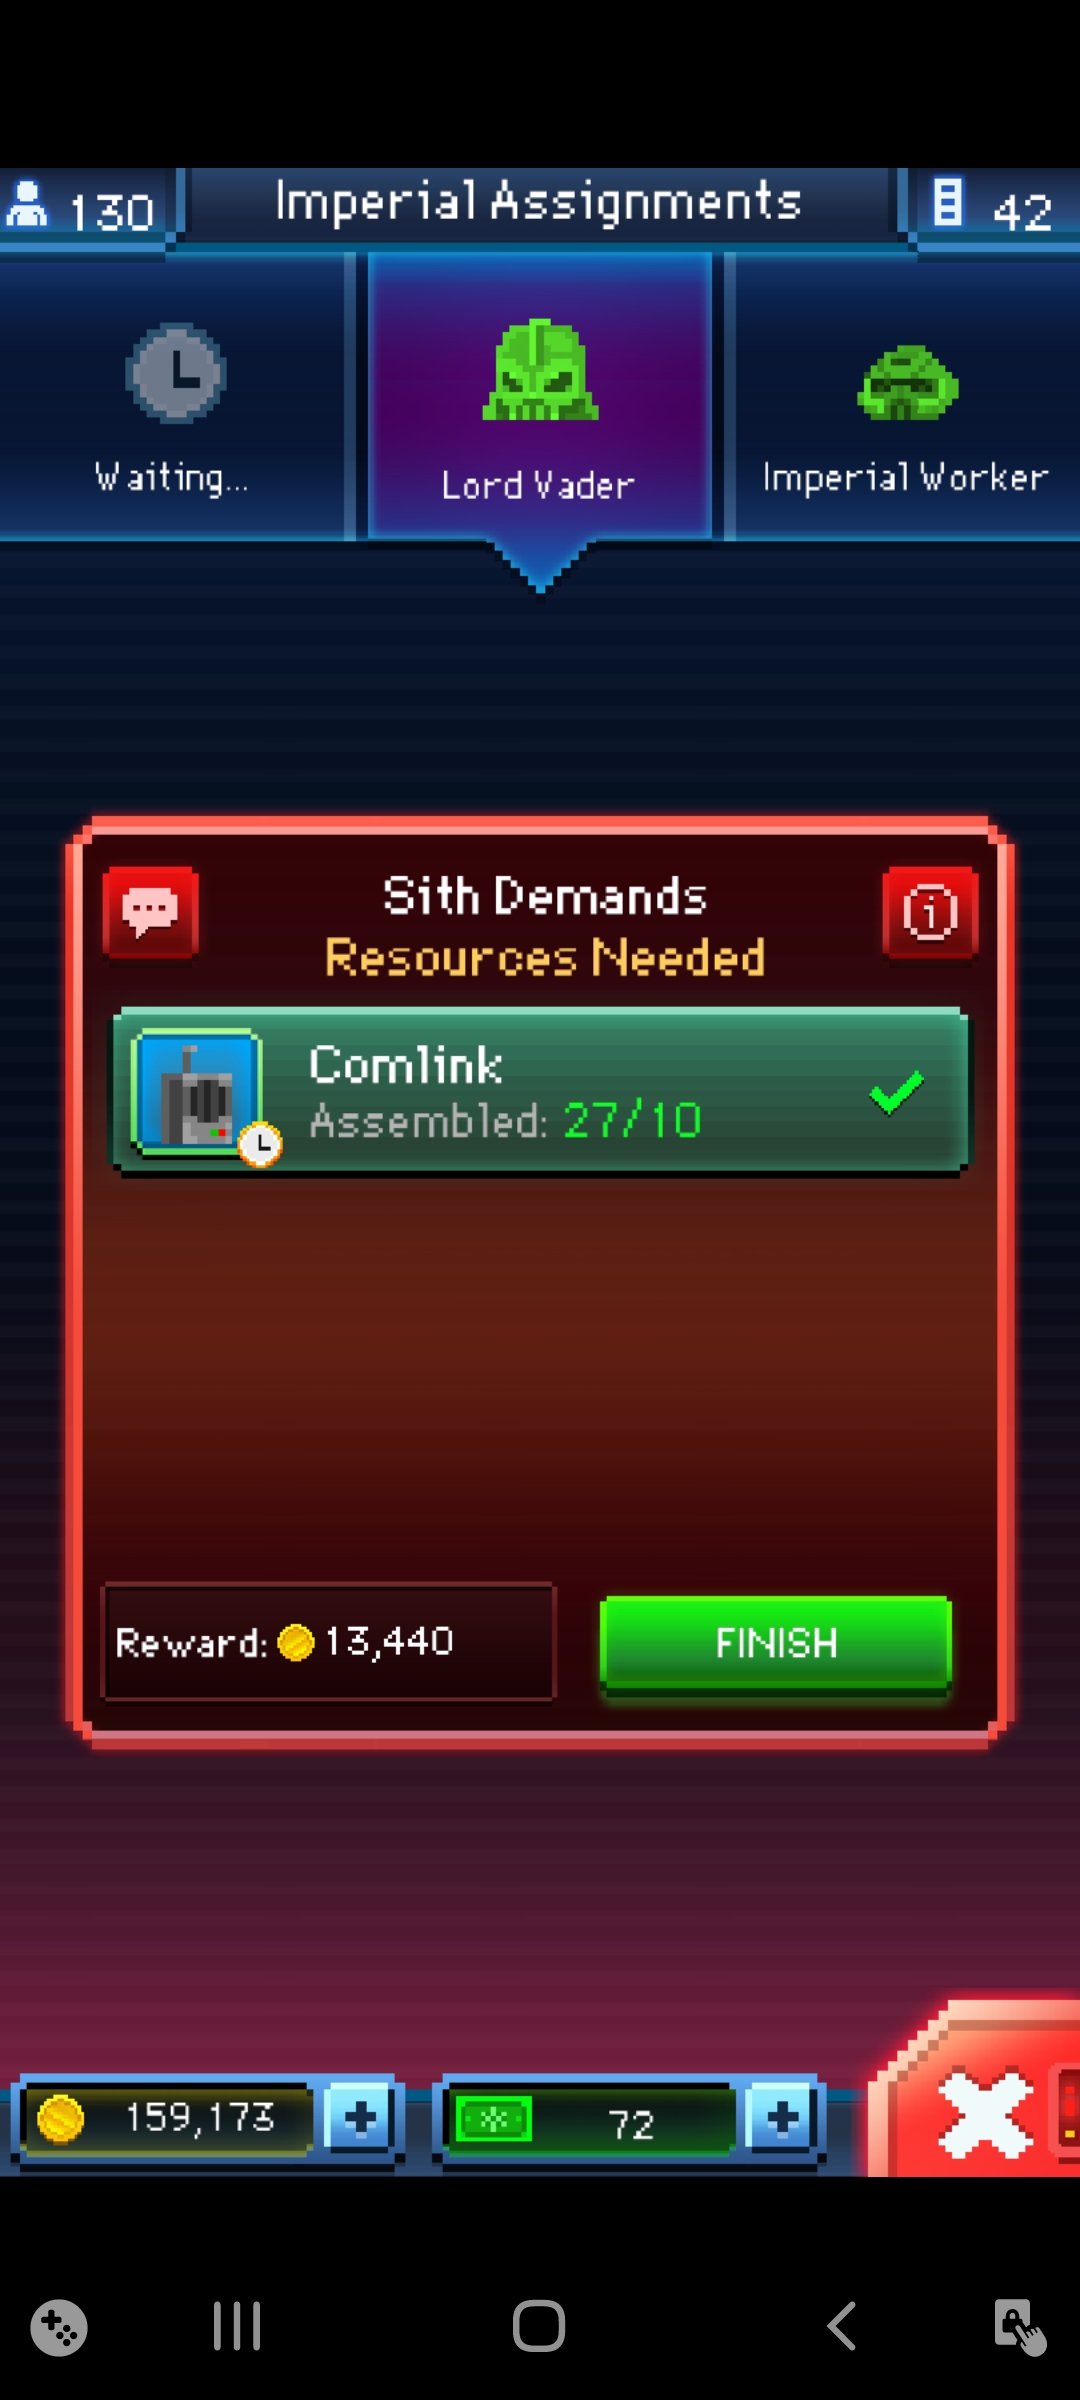 130
Imperial Assignments
42
Waiting...
Lord Vader
Imperial Worker
Sith Demands
Resources Needed
Comlink
Assembled: 27/10
Reward: 13,440
FINISH
159,173
72